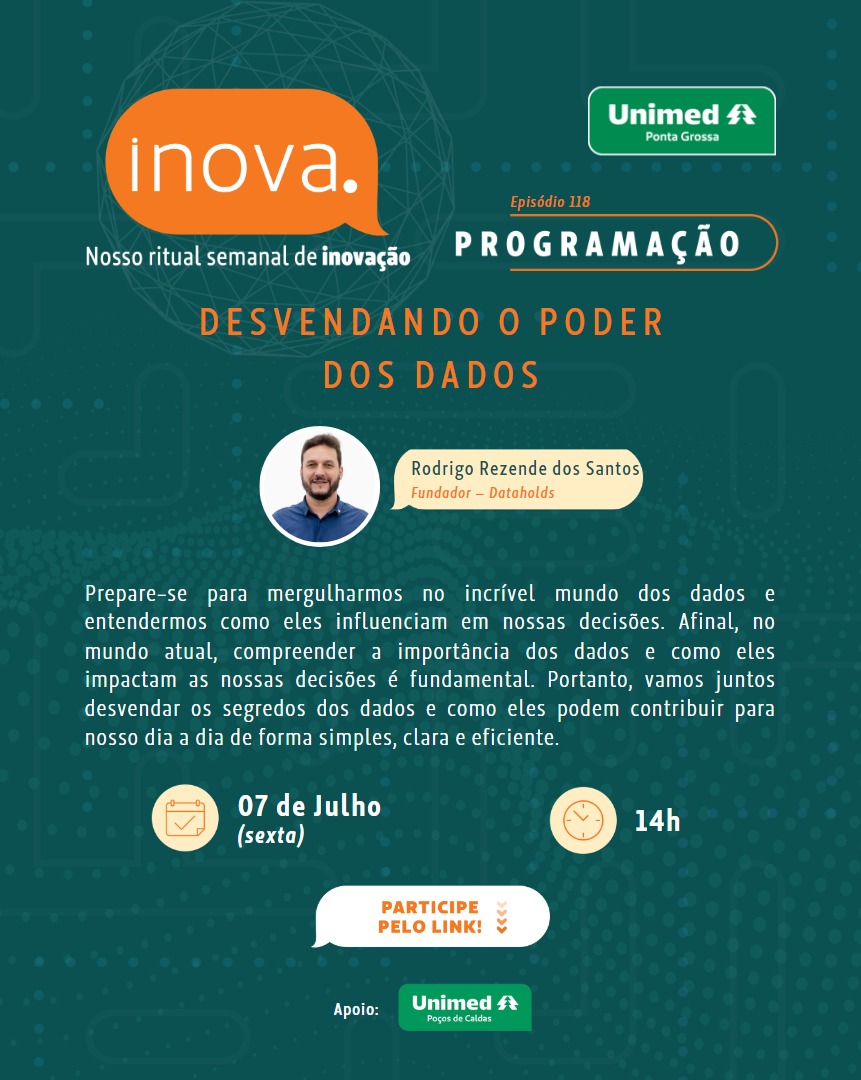 inova.
Nosso ritual semanal de inovação
Unimed
Ponta Grossa
Episódio 118
PROGRAMAÇÃO
DESVENDANDO O PODER
DOS DADOS
Rodrigo Rezende dos Santos
Fundador – Dataholds
Prepare-se para mergulharmos no incrível mundo dos dados e
entendermos como eles influenciam em nossas decisões. Afinal, no
mundo atual, compreender a importância dos dados e como eles
impactam as nossas decisões é fundamental. Portanto, vamos juntos
desvendar os segredos dos dados e como eles podem contribuir para
nosso dia a dia de forma simples, clara e eficiente.
07 de Julho
(sexta)
14h
PARTICIPE
PELO LINK!
Apoio:
Unimed
Poços de Caldas